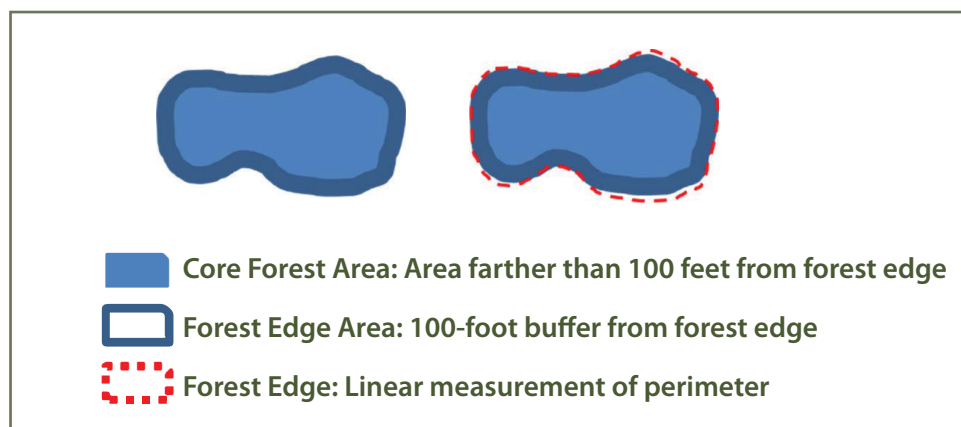 Core Forest Area: Area farther than 100 feet from forest edge
Forest Edge Area: 100-foot buffer from forest edge
Forest Edge: Linear measurement of perimeter